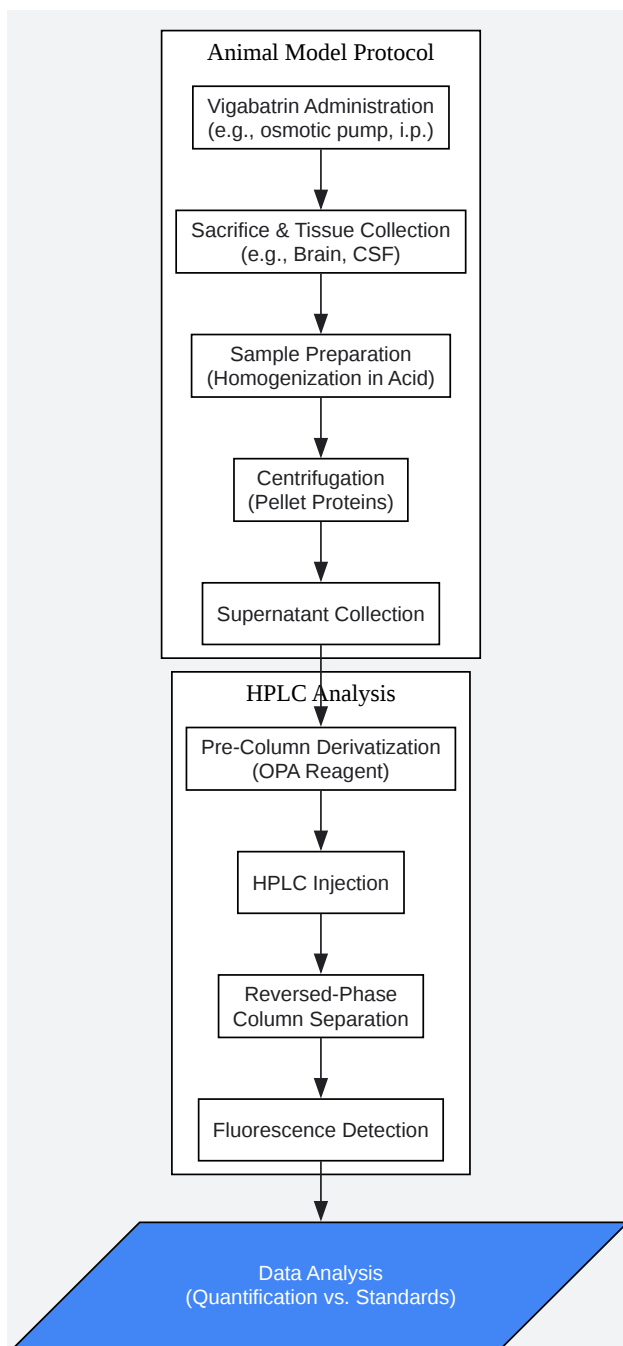 Animal Model Protocol
Vigabatrin Administration
(e.g., osmotic pump, i.p.)
Sacrifice & Tissue Collection
(e.g., Brain, CSF)
Sample Preparation
(Homogenization in Acid)
Centrifugation
(Pellet Proteins)
Supernatant Collection
HPLC Analysis
Pre-Column Derivatization
(OPA Reagent)
HPLC Injection
Reversed-Phase
Column Separation
Fluorescence Detection
Data Analysis
(Quantification vs. Standards)